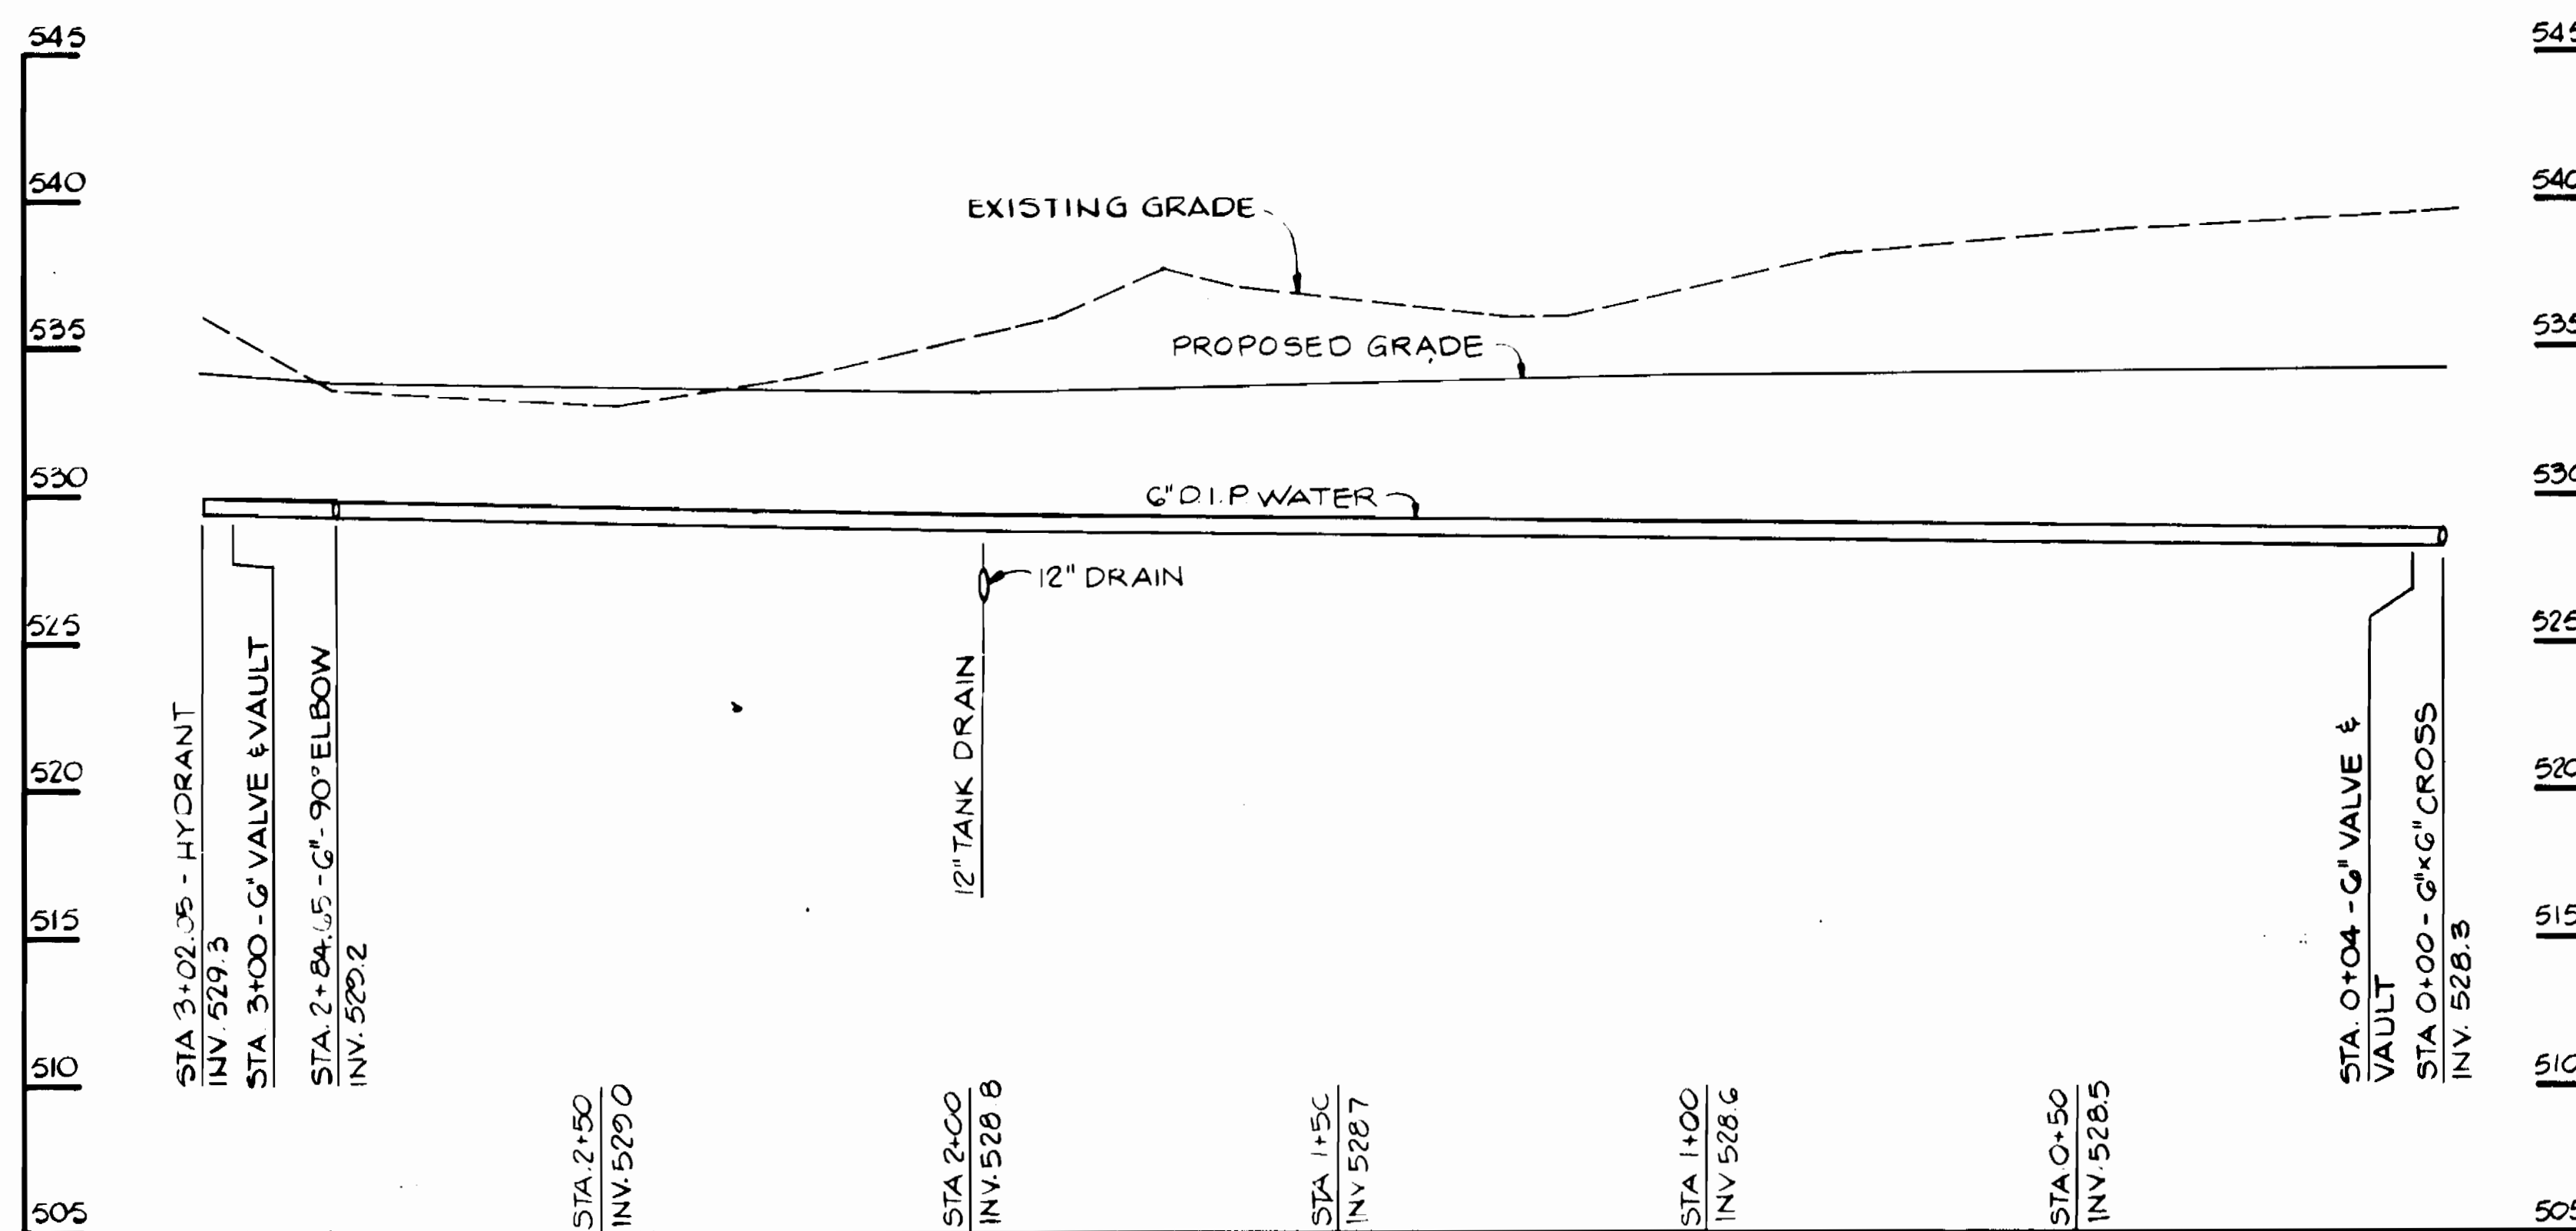 545
540
535
530
525
520
515
510
505
EXISTING GRADE
PROPOSED GRADE
6" D.I.P. WATER
12" DRAIN
STA 3+02.05 - HYDRANT
INV. 529.3
STA. 3+00 - 6" VALVE & VAULT
STA. 2+84.65 - 6" - 90° ELBOW
INV. 529.2
12" TANK DRAIN
STA. 0+04 - 6" VALVE &
VAULT
STA 0+00 - 6"x6" CROSS
INV. 528.3
STA. 2+50
INV. 529.0
STA 2+00
INV. 528.8
STA 1+50
INV 528.7
STA 1+00
INV 528.6
STA. 0+50
INV. 528.5
545
540
535
530
525
520
515
510
505